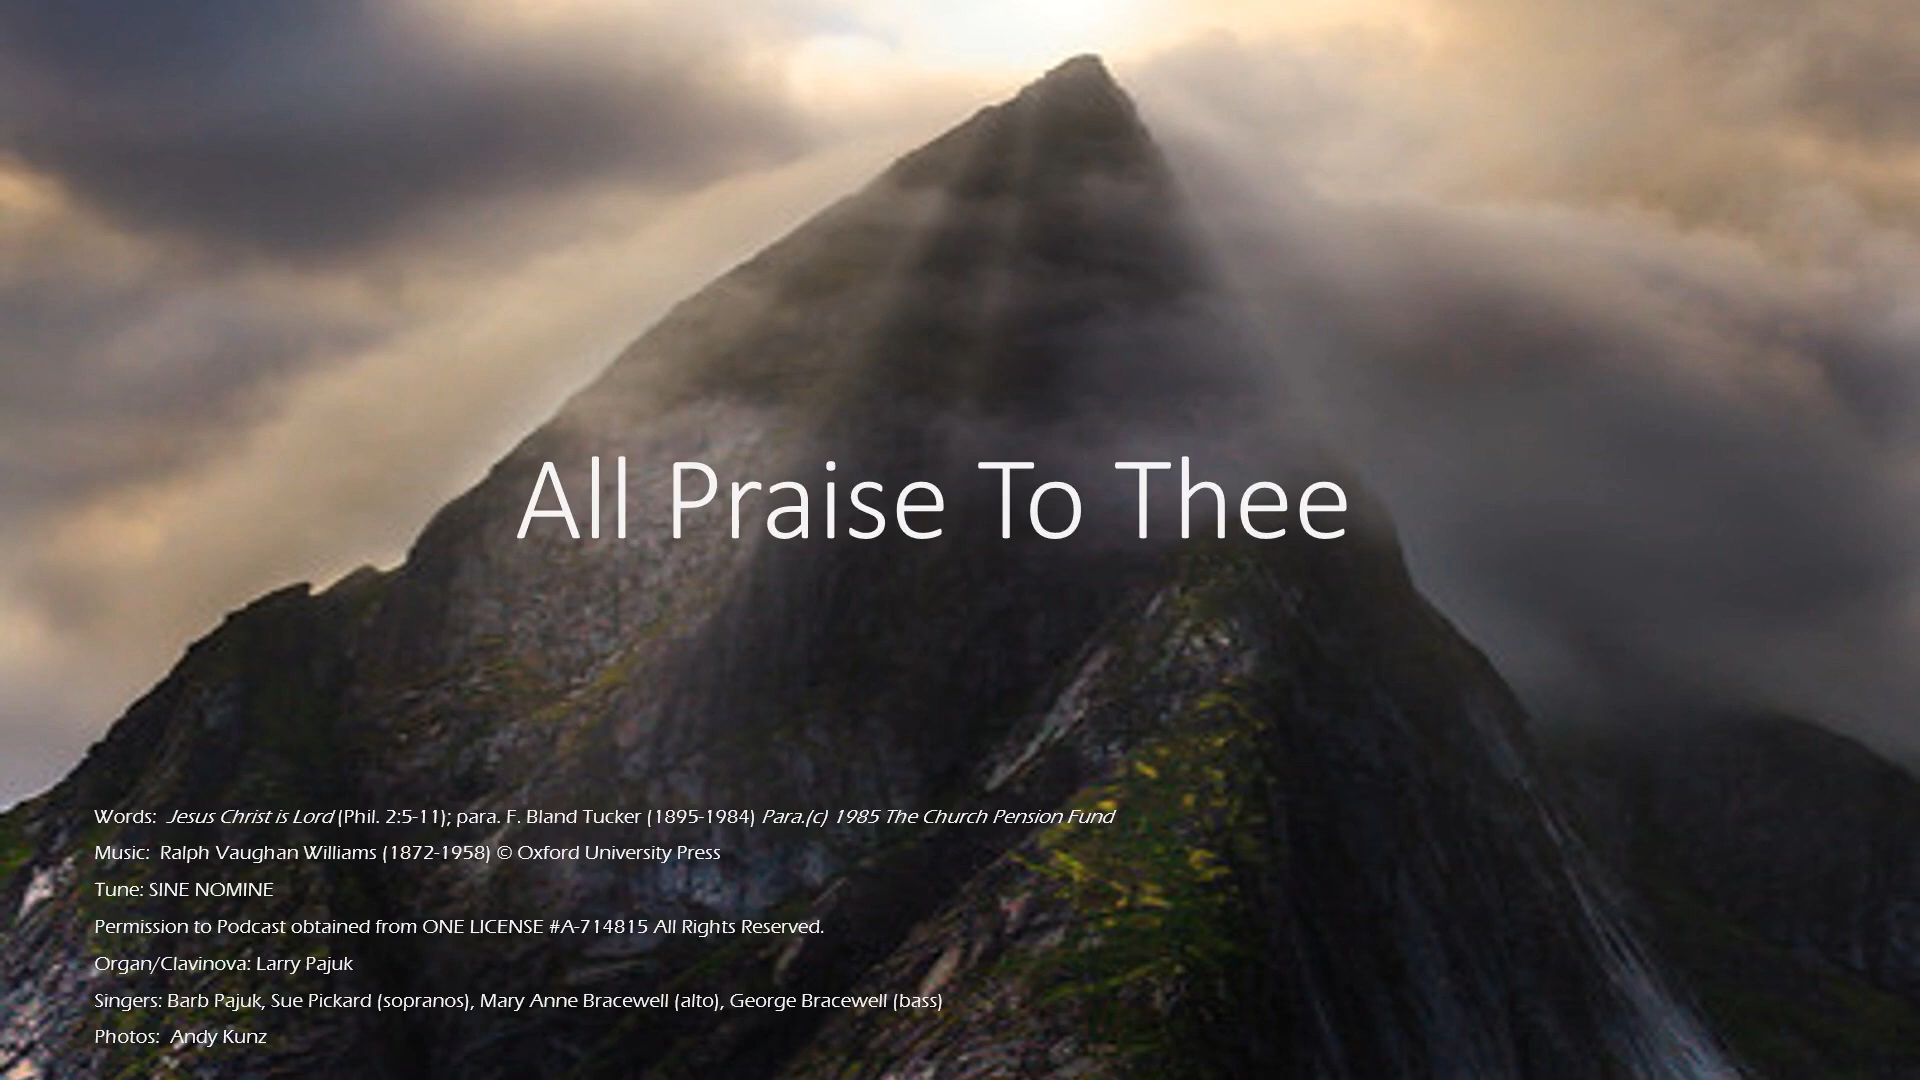 All Praise To Thee
Words: Jesus Christ is Lord (Phil. 2:5-11); para. F. Bland Tucker (1895-1984) Para.(c) 1985 The Church Pension Fund
Music: Ralph Vaughan Williams (1872-1958) © Oxford University Press
Tune: SINE NOMINE
Permission to Podcast obtained from ONE LICENSE #A-714815 All Rights Reserved.
Organ/Clavinova: Larry Pajuk
Singers: Barb Pajuk, Sue Pickard (sopranos), Mary Anne Bracewell (alto), George Bracewell (bass)
Photos: Andy Kunz